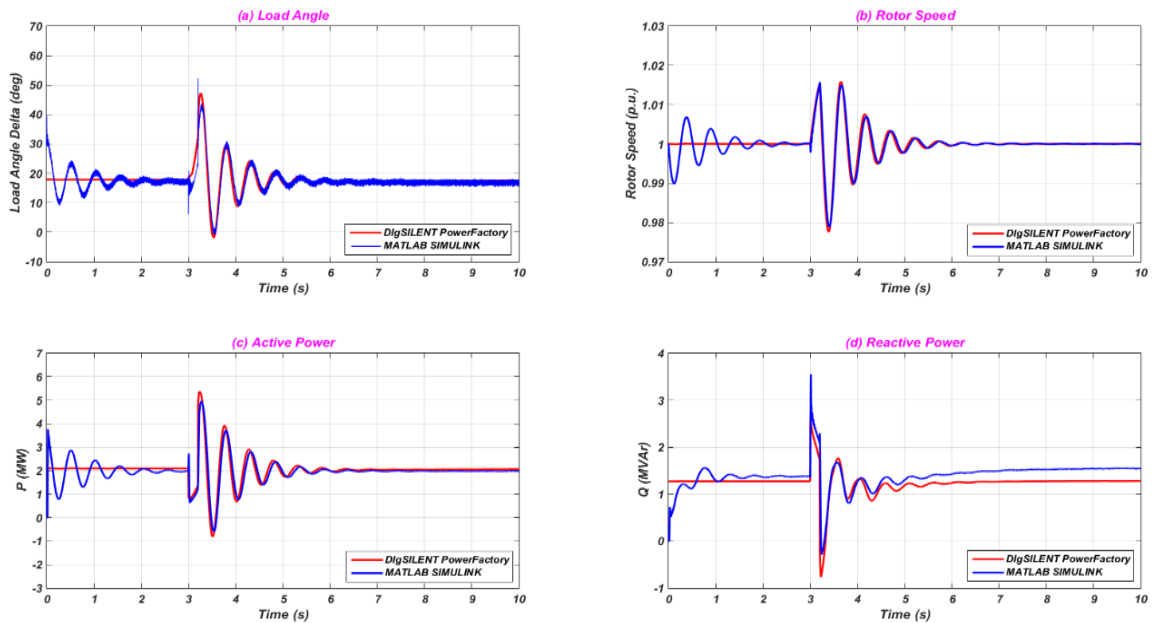 (a) Load Angle
70
60
50
40
30
20
10
0
-10
Load Angle Delta (deg)
0 1 2 3 4 5 6 7 8 9 10
Time (s)
DIgSILENT PowerFactory
MATLAB SIMULINK
(b) Rotor Speed
1.03
1.02
1.01
1
0.99
0.98
0.97
Rotor Speed (p.u.)
0 1 2 3 4 5 6 7 8 9 10
Time (s)
DIgSILENT PowerFactory
MATLAB SIMULINK
(c) Active Power
7
6
5
4
3
2
1
0
-1
-2
-3
P (MW)
0 1 2 3 4 5 6 7 8 9 10
Time (s)
DIgSILENT PowerFactory
MATLAB SIMULINK
(d) Reactive Power
4
3
2
1
0
-1
Q (MVAr)
0 1 2 3 4 5 6 7 8 9 10
Time (s)
DIgSILENT PowerFactory
MATLAB SIMULINK